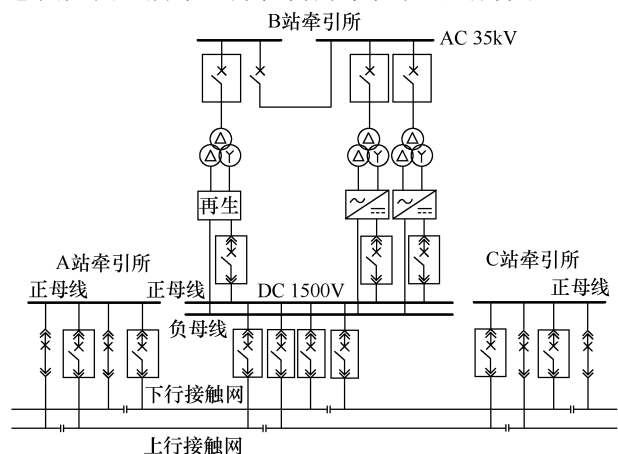 B站牵引所
AC 35kV
再生
A站牵引所
C站牵引所
正母线
正母线
DC 1500V
正母线
负母线
下行接触网
上行接触网